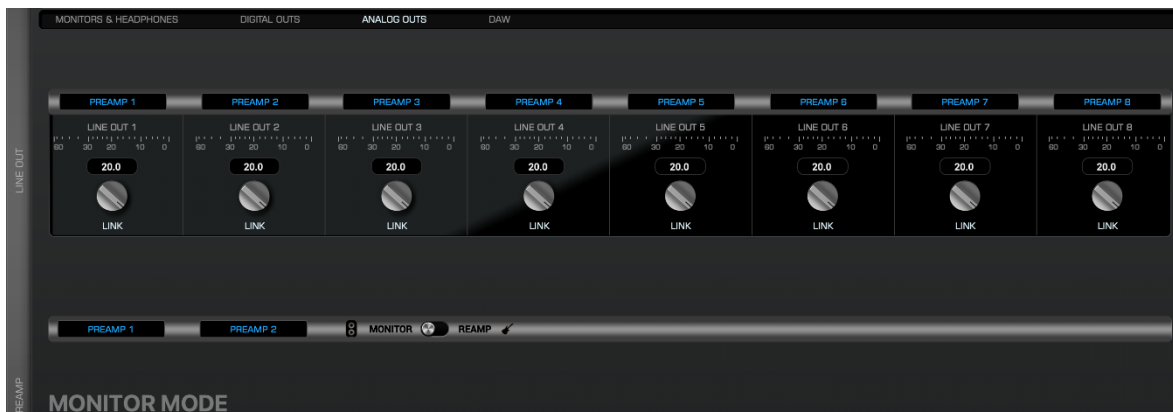 MONITORS & HEADPHONES DIGITAL OUTS ANALOG OUTS DAW
PREAMP 1 PREAMP 2 PREAMP 3 PREAMP 4 PREAMP 5 PREAMP 6 PREAMP 7 PREAMP 8
LINE OUT
LINE OUT 1 LINE OUT 2 LINE OUT 3 LINE OUT 4 LINE OUT 5 LINE OUT 6 LINE OUT 7 LINE OUT 8
60 30 20 10 0 60 30 20 10 0 60 30 20 10 0 60 30 20 10 0 60 30 20 10 0 60 30 20 10 0 60 30 20 10 0 60 30 20 10 0
20.0 20.0 20.0 20.0 20.0 20.0 20.0 20.0
LINK LINK LINK LINK LINK LINK LINK LINK
PREAMP 1 PREAMP 2 MONITOR REAMP
REAMP
MONITOR MODE